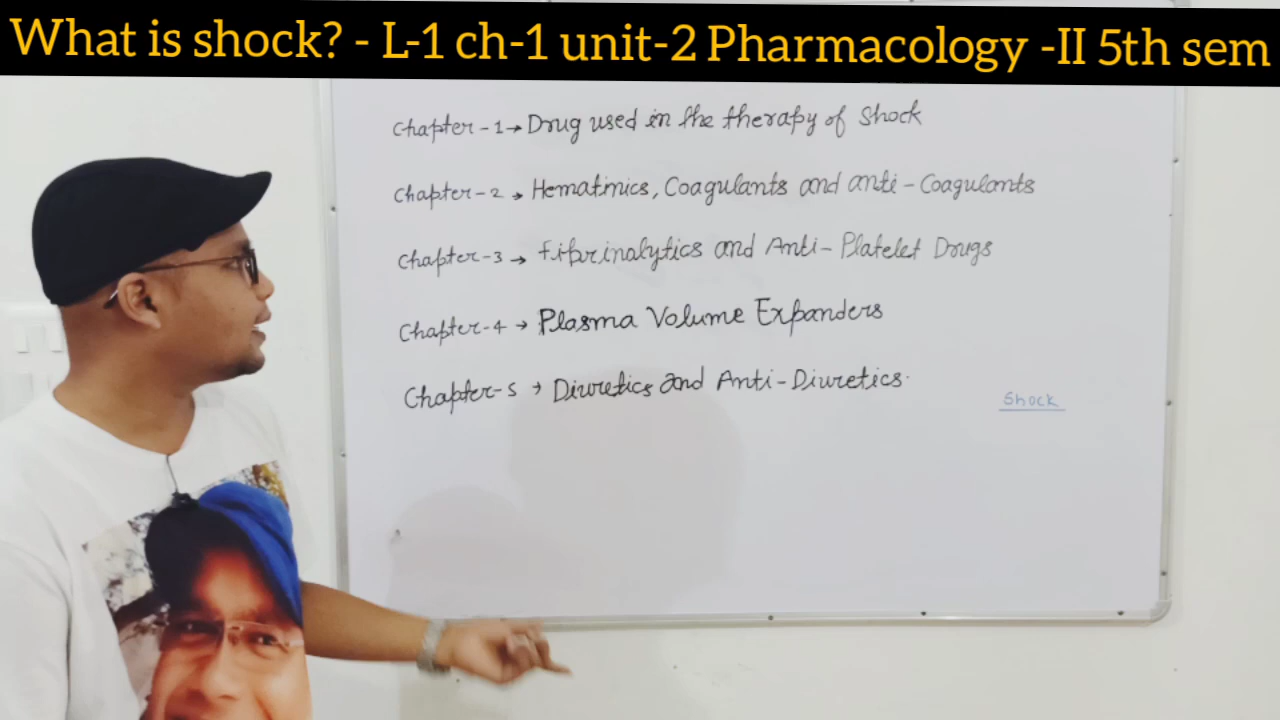 What is shock? - L-1 ch-1 unit-2 Pharmacology -II 5th sem
Chapter-1→ Drug used in the therapy of Shock
Chapter-2 → Hematinics, Coagulants and anti-Coagulants
Chapter-3 → fibrinalytics and Anti-Platelet Drugs
Chapter-4 → Plasma Volume Expanders
Chapter-5 → Diuretics and Anti-Diuretics.
Shock